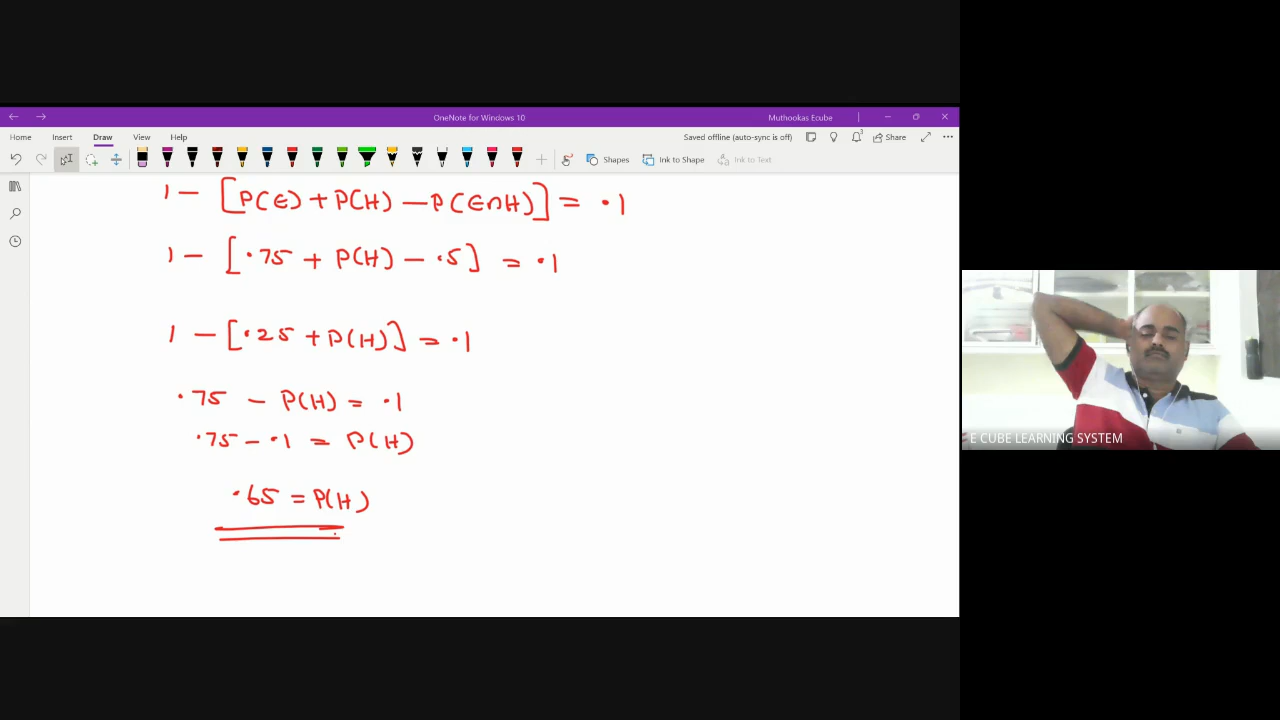 OneNote for Windows 10
Muthookas Ecube
Home Insert Draw View Help
Saved offline (auto-sync is off)
Share
Shapes
Ink to Shape
Ink to Text
1 - [P(E) + P(H) - P(E∩H)] = .1
1 - [.75 + P(H) - .5] = .1
1 - [.25 + P(H)] = .1
.75 - P(H) = .1
.75 - .1 = P(H)
.65 = P(H)
E CUBE LEARNING SYSTEM